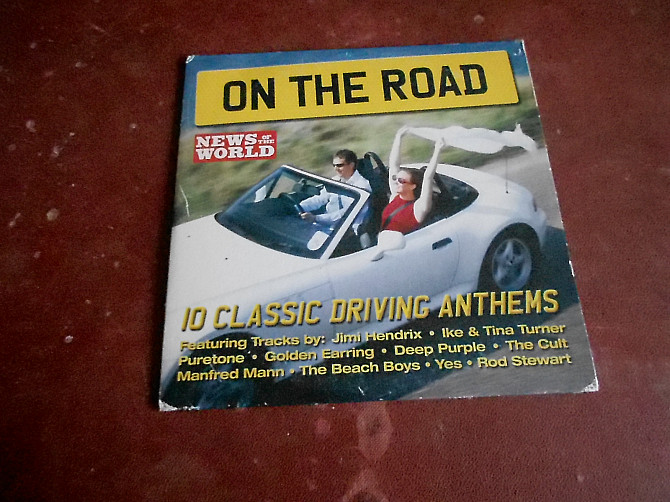 ON THE ROAD
NEWS OF THE
WORLD
10 CLASSIC DRIVING ANTHEMS
Featuring Tracks by: Jimi Hendrix • Ike & Tina Turner
Puretone • Golden Earring • Deep Purple • The Cult
Manfred Mann • The Beach Boys • Yes • Rod Stewart